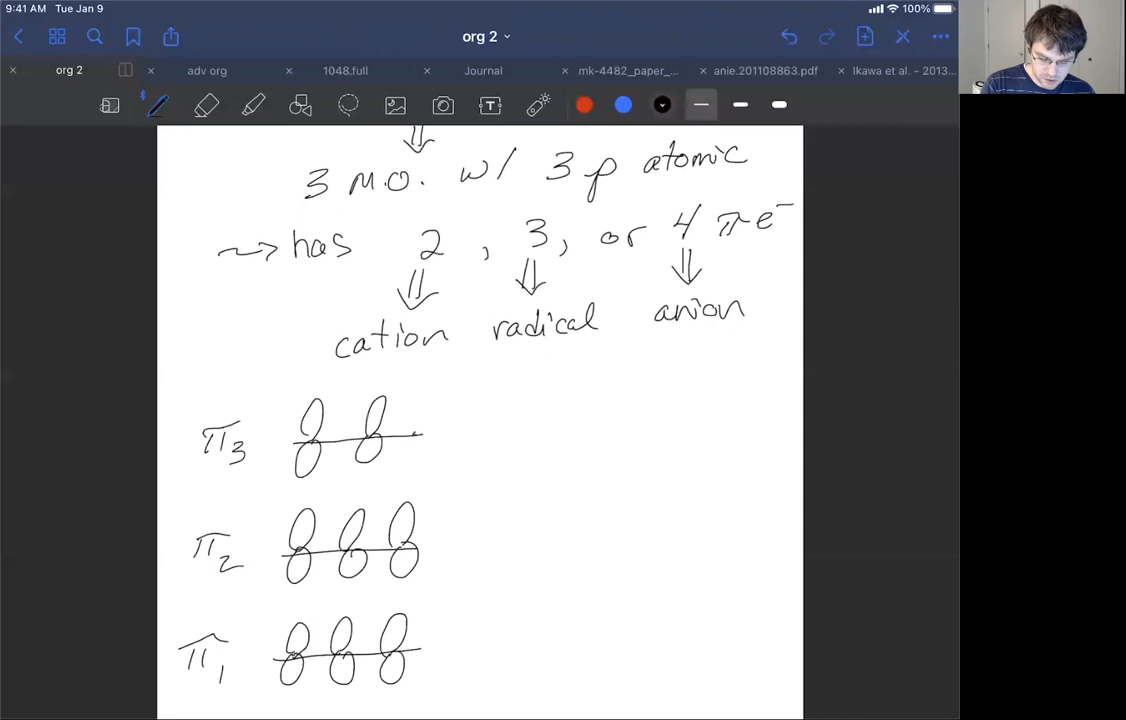 9:41 AM Tue Jan 9
100%
org 2
org 2
adv org
1048.full
Journal
mk-4482_paper_...
anie.201108863.pdf
Ikawa et al. - 2013...
T
3 M.O. w/ 3 p atomic
~> has 2, 3, or 4 π e⁻
⇓ ⇓ ⇓
cation radical anion
π₃
π₂
π₁